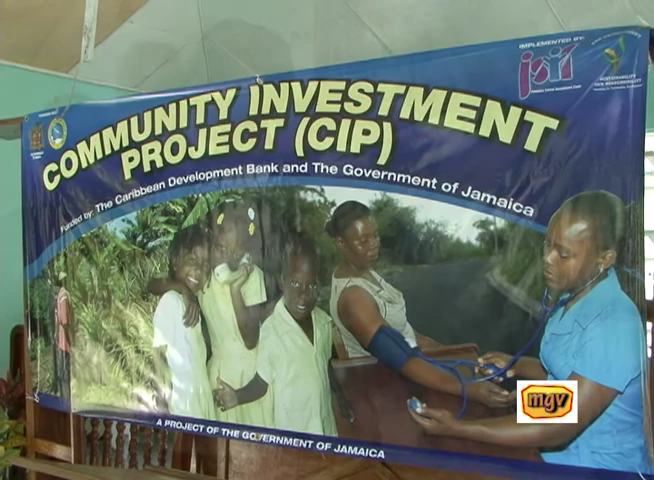 IMPLEMENTED BY:
jsif
COMMUNITY INVESTMENT
PROJECT (CIP)
Funded by: The Caribbean Development Bank and The Government of Jamaica
mgv
A PROJECT OF THE GOVERNMENT OF JAMAICA